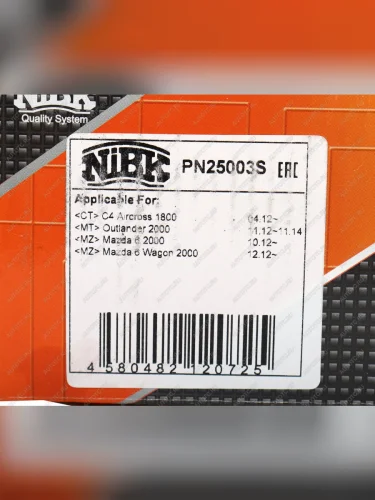 NiBK
Quality System
NiBK PN25003S EAC
Applicable For:
<CT> C4 Aircross 1800 04.12~
<MT> Outlander 2000 11.12~11.14
<MZ> Mazda 6 2000 10.12~
<MZ> Mazda 6 Wagon 2000 12.12~
4 580482 120725